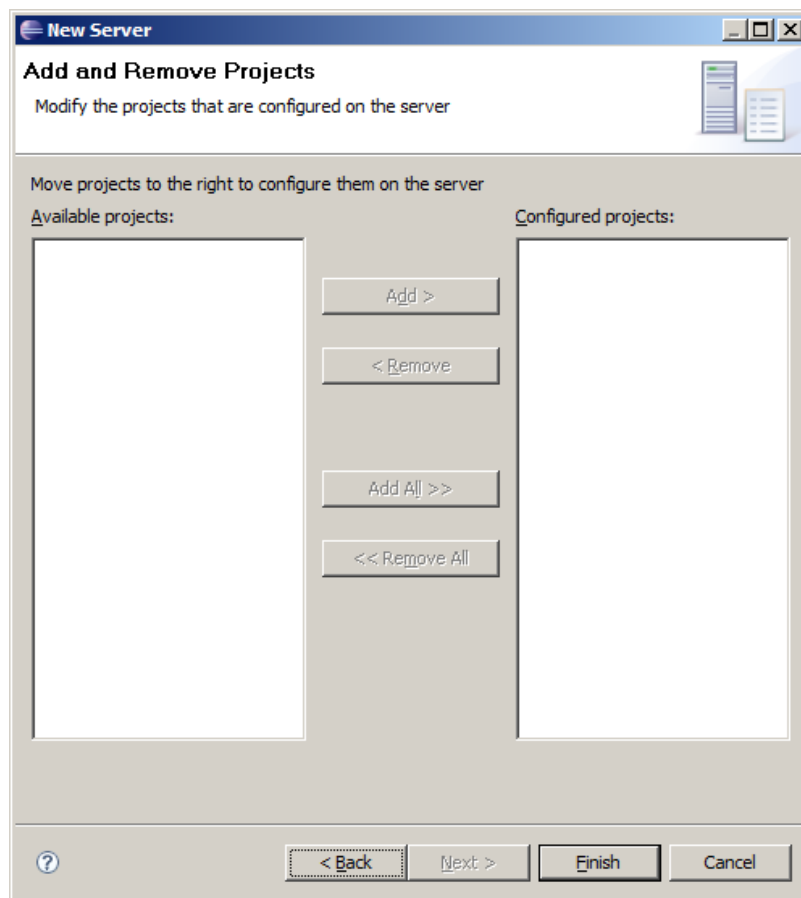 New Server
Add and Remove Projects
Modify the projects that are configured on the server
Move projects to the right to configure them on the server
Available projects:
Configured projects:
Add >
< Remove
Add All >>
<< Remove All
?
< Back
Next >
Finish
Cancel